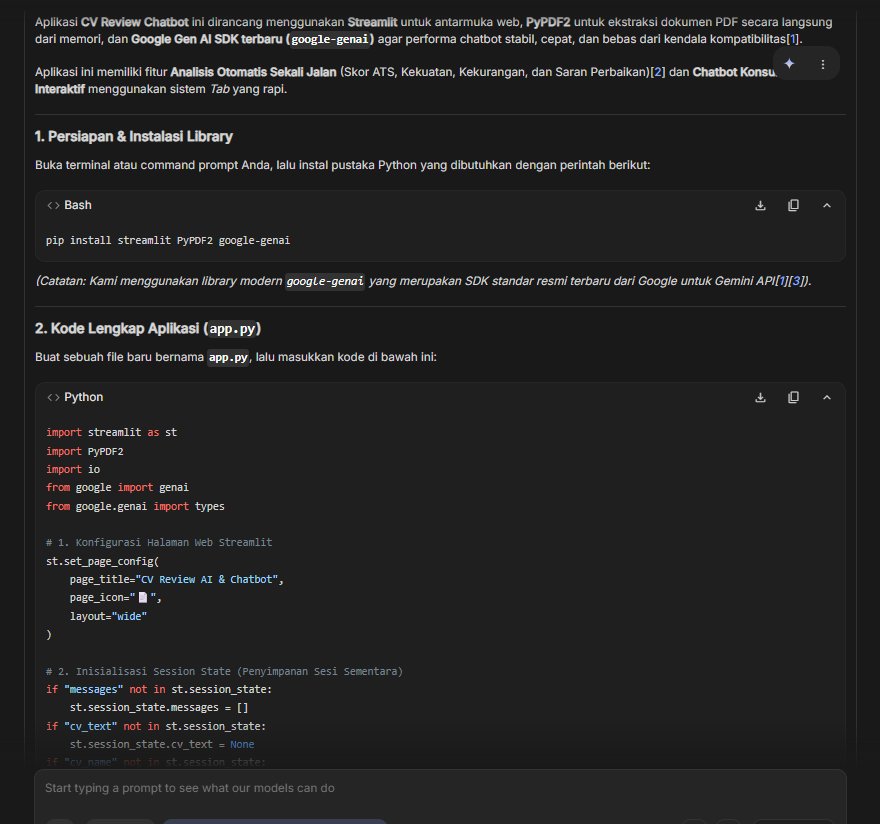 Aplikasi CV Review Chatbot ini dirancang menggunakan Streamlit untuk antarmuka web, PyPDF2 untuk ekstraksi dokumen PDF secara langsung
dari memori, dan Google Gen AI SDK terbaru (google-genai) agar performa chatbot stabil, cepat, dan bebas dari kendala kompatibilitas[1].
Aplikasi ini memiliki fitur Analisis Otomatis Sekali Jalan (Skor ATS, Kekuatan, Kekurangan, dan Saran Perbaikan)[2] dan Chatbot Konsu
Interaktif menggunakan sistem Tab yang rapi.
1. Persiapan & Instalasi Library
Buka terminal atau command prompt Anda, lalu instal pustaka Python yang dibutuhkan dengan perintah berikut:
<> Bash
pip install streamlit PyPDF2 google-genai
(Catatan: Kami menggunakan library modern google-genai yang merupakan SDK standar resmi terbaru dari Google untuk Gemini API[1][3]).
2. Kode Lengkap Aplikasi (app.py)
Buat sebuah file baru bernama app.py, lalu masukkan kode di bawah ini:
<> Python
import streamlit as st
import PyPDF2
import io
from google import genai
from google.genai import types
# 1. Konfigurasi Halaman Web Streamlit
st.set_page_config(
    page_title="CV Review AI & Chatbot",
    page_icon="📄",
    layout="wide"
)
# 2. Inisialisasi Session State (Penyimpanan Sesi Sementara)
if "messages" not in st.session_state:
    st.session_state.messages = []
if "cv_text" not in st.session_state:
    st.session_state.cv_text = None
if "cv_name" not in st.session_state:
Start typing a prompt to see what our models can do